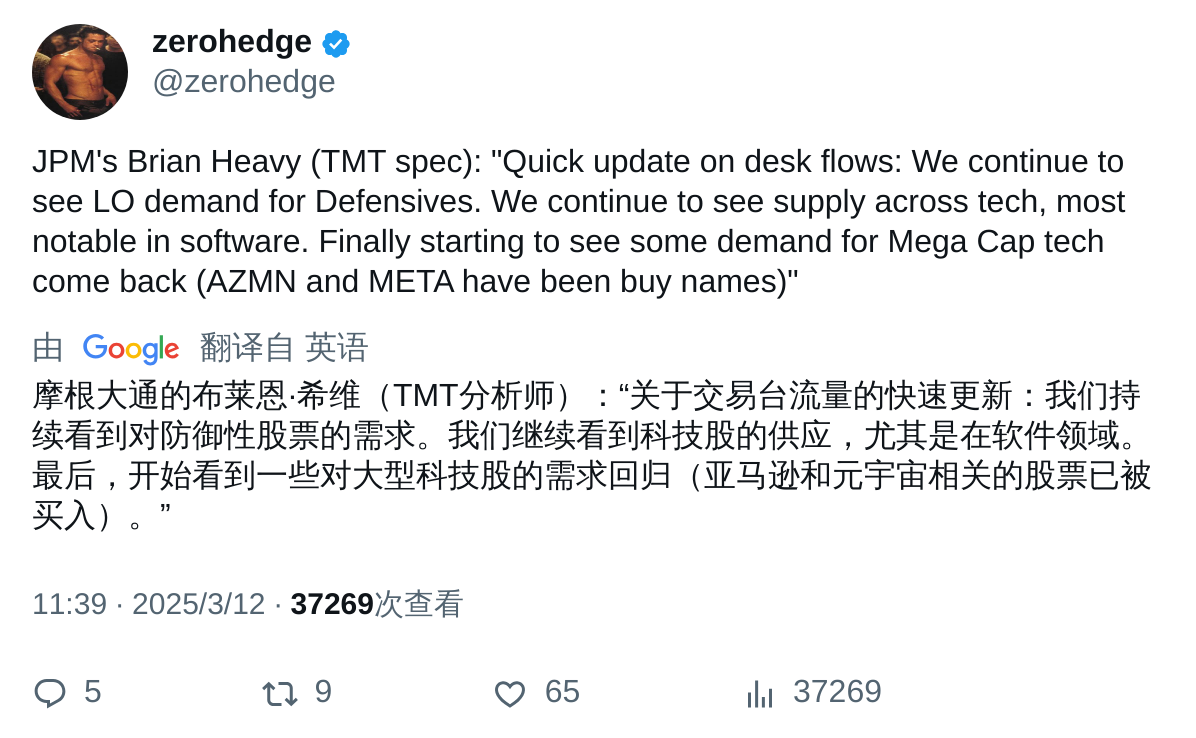 zerohedge
@zerohedge
JPM's Brian Heavy (TMT spec): "Quick update on desk flows: We continue to
see LO demand for Defensives. We continue to see supply across tech, most
notable in software. Finally starting to see some demand for Mega Cap tech
come back (AZMN and META have been buy names)"
由 Google 翻译自 英语
摩根大通的布莱恩·希维（TMT分析师）：“关于交易台流量的快速更新：我们持
续看到对防御性股票的需求。我们继续看到科技股的供应，尤其是在软件领域。
最后，开始看到一些对大型科技股的需求回归（亚马逊和元宇宙相关的股票已被
买入）。”
11:39 · 2025/3/12 · 37269次查看
5 9 65 37269